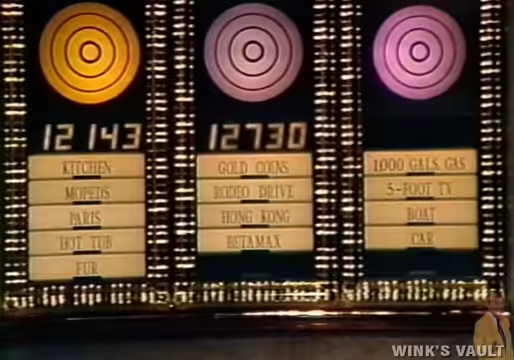 12143
KITCHEN
MOPEDS
PARIS
HOT TUB
FUR
12730
GOLD COINS
RODEO DRIVE
HONG KONG
BETAMAX
1,000 GALS. GAS
5-FOOT TV
BOAT
CAR
WINK'S VAULT